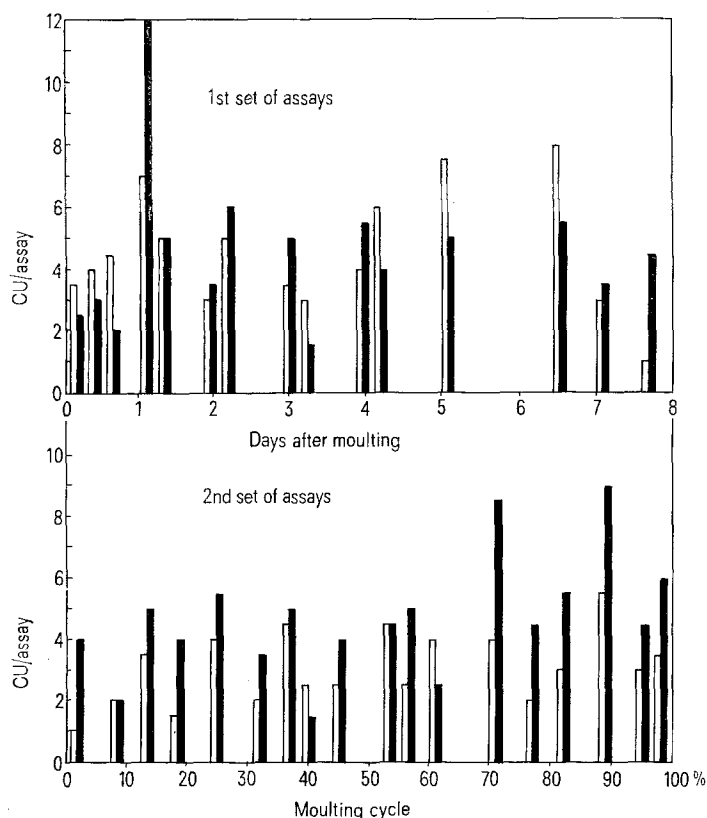 12
10
8
6
4
2
0
CU/assay
1st set of assays
0 1 2 3 4 5 6 7 8
Days after moulting
10
8
6
4
2
0
CU/assay
2nd set of assays
0 10 20 30 40 50 60 70 80 90 100 %
Moulting cycle